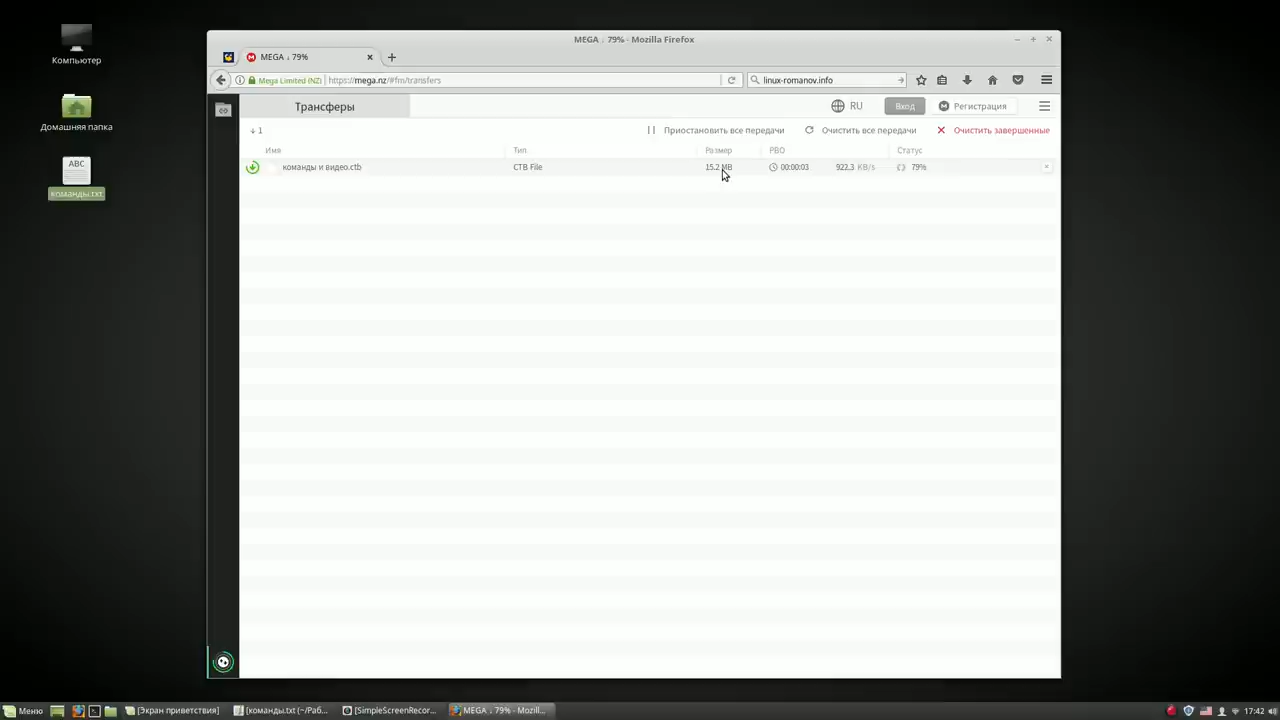 Компьютер
Домашняя папка
ABC
команды.txt
MEGA ↓ 79% - Mozilla Firefox
MEGA ↓ 79%
Mega Limited (NZ) https://mega.nz/#fm/transfers
linux-romanov.info
Трансферы
RU
Вход
Регистрация
↓ 1
Приостановить все передачи
Очистить все передачи
Очистить завершенные
Имя Тип Размер РВО Статус
команды и видео.ctb CTB File 15.2 MB 00:00:03 922.3 KB/s 79%
Меню
[Экран приветствия]
[команды.txt (~/Раб...
[SimpleScreenRecor...
MEGA ↓ 79% - Mozill...
17:42